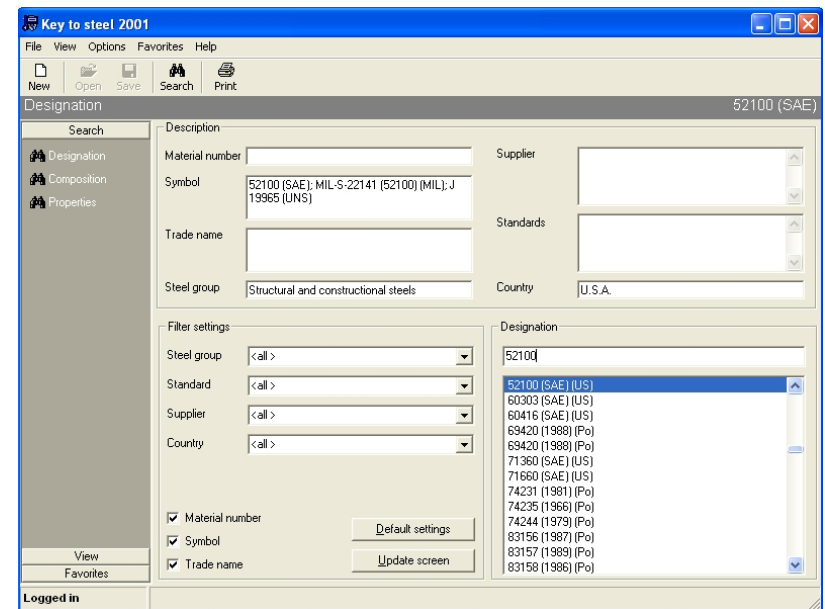 Key to steel 2001
File View Options Favorites Help
New Open Save Search Print
Designation 52100 (SAE)
Search
Designation
Composition
Properties
View
Favorites
Description
Material number
Symbol 52100 (SAE); MIL-S-22141 (52100) (MIL); J
19965 (UNS)
Trade name
Steel group Structural and constructional steels
Supplier
Standards
Country U.S.A.
Filter settings
Steel group <all >
Standard <all >
Supplier <all >
Country <all >
Material number
Symbol
Trade name
Default settings
Update screen
Designation
52100
52100 (SAE) (US)
60303 (SAE) (US)
60416 (SAE) (US)
69420 (1988) (Po)
69420 (1988) (Po)
71360 (SAE) (US)
71660 (SAE) (US)
74231 (1981) (Po)
74235 (1966) (Po)
74244 (1979) (Po)
83156 (1987) (Po)
83157 (1989) (Po)
83158 (1986) (Po)
Logged in